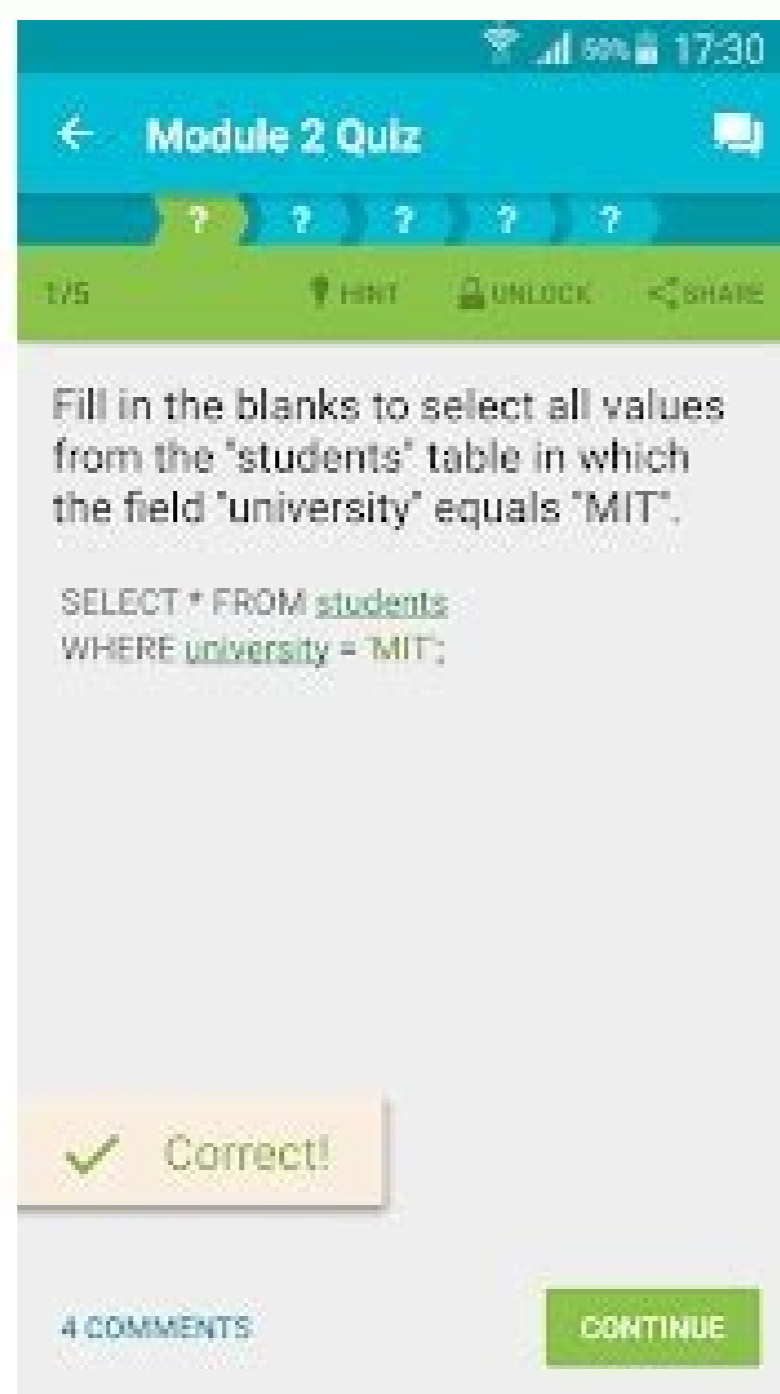 50% 17:30
Module 2 Quiz
? ? ? ? ?
1/5 HINT UNLOCK SHARE
Fill in the blanks to select all values
from the "students" table in which
the field "university" equals "MIT".
SELECT * FROM students
WHERE university = 'MIT';
Correct!
4 COMMENTS CONTINUE